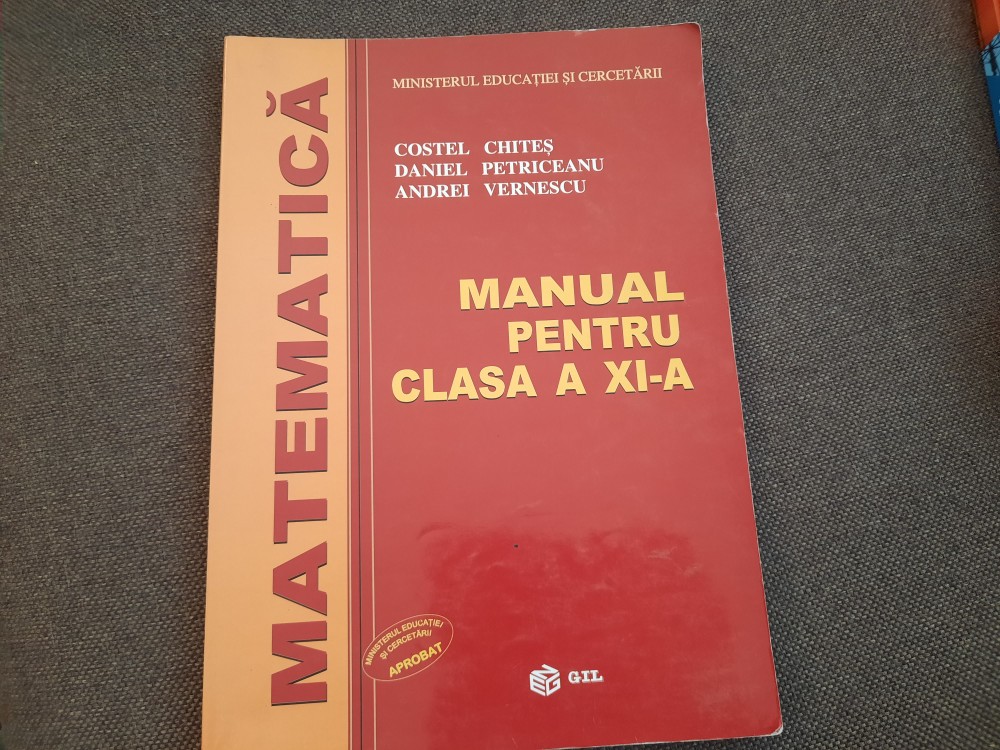 MATEMATICĂ
MINISTERUL EDUCAȚIEI ȘI CERCETĂRII
COSTEL CHITEȘ
DANIEL PETRICEANU
ANDREI VERNESCU
MANUAL
PENTRU
CLASA A XI-A
MINISTERUL EDUCAȚIEI
ȘI CERCETĂRII
APROBAT
GIL